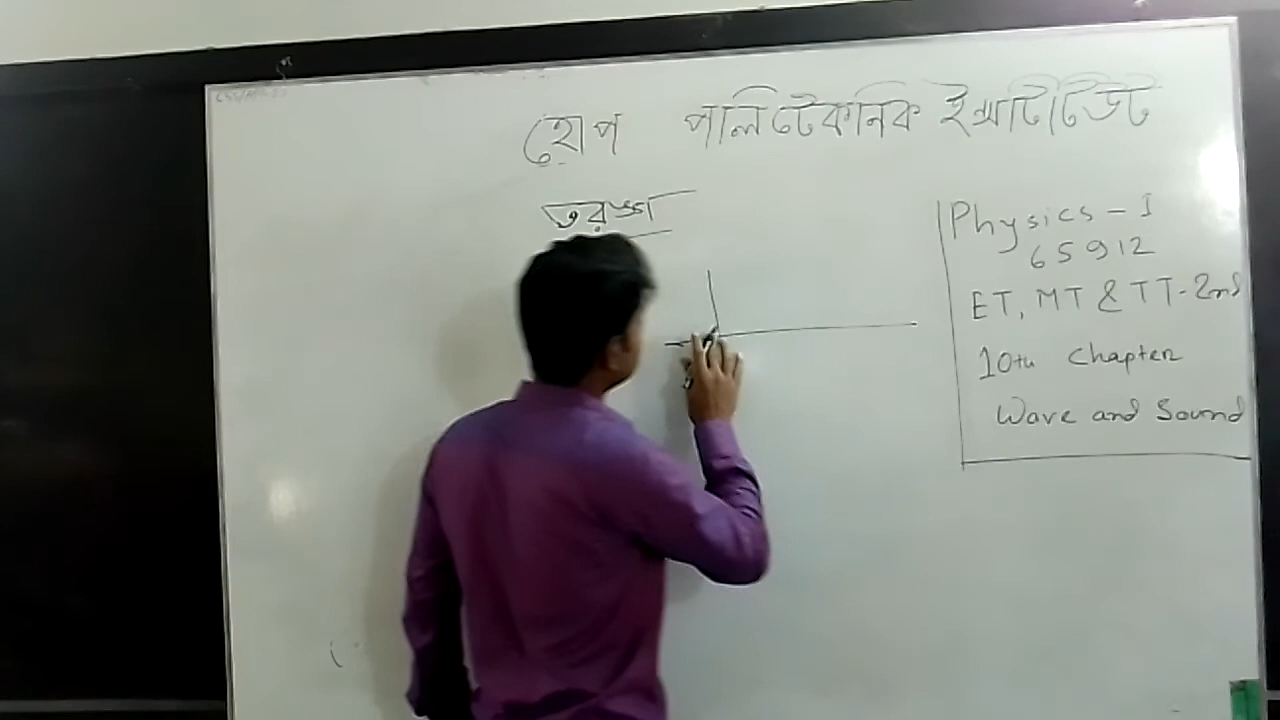 হোপ পলিটেকনিক ইন্সটিটিউট
তরঙ্গ
Physics - I
65912
ET, MT & TT - 2nd
10th Chapter
Wave and Sound